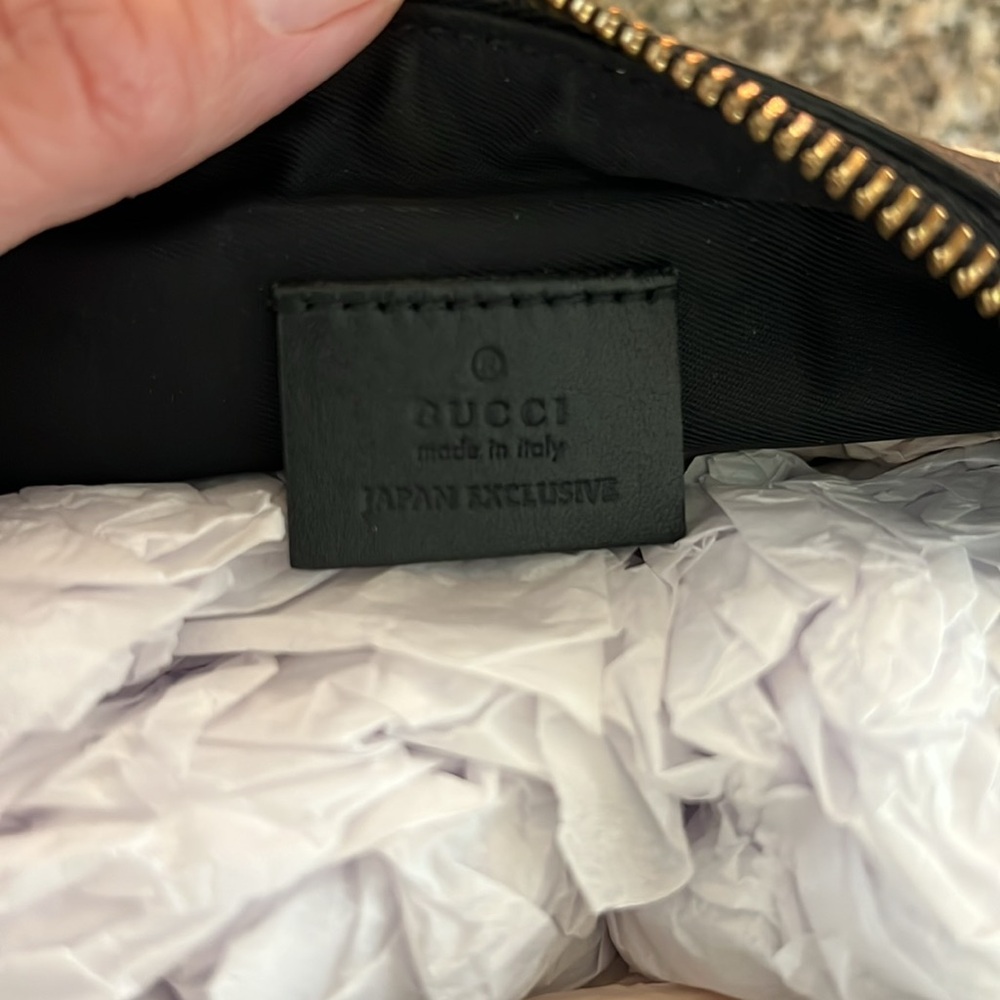 ®
GUCCI
made in italy
JAPAN EXCLUSIVE